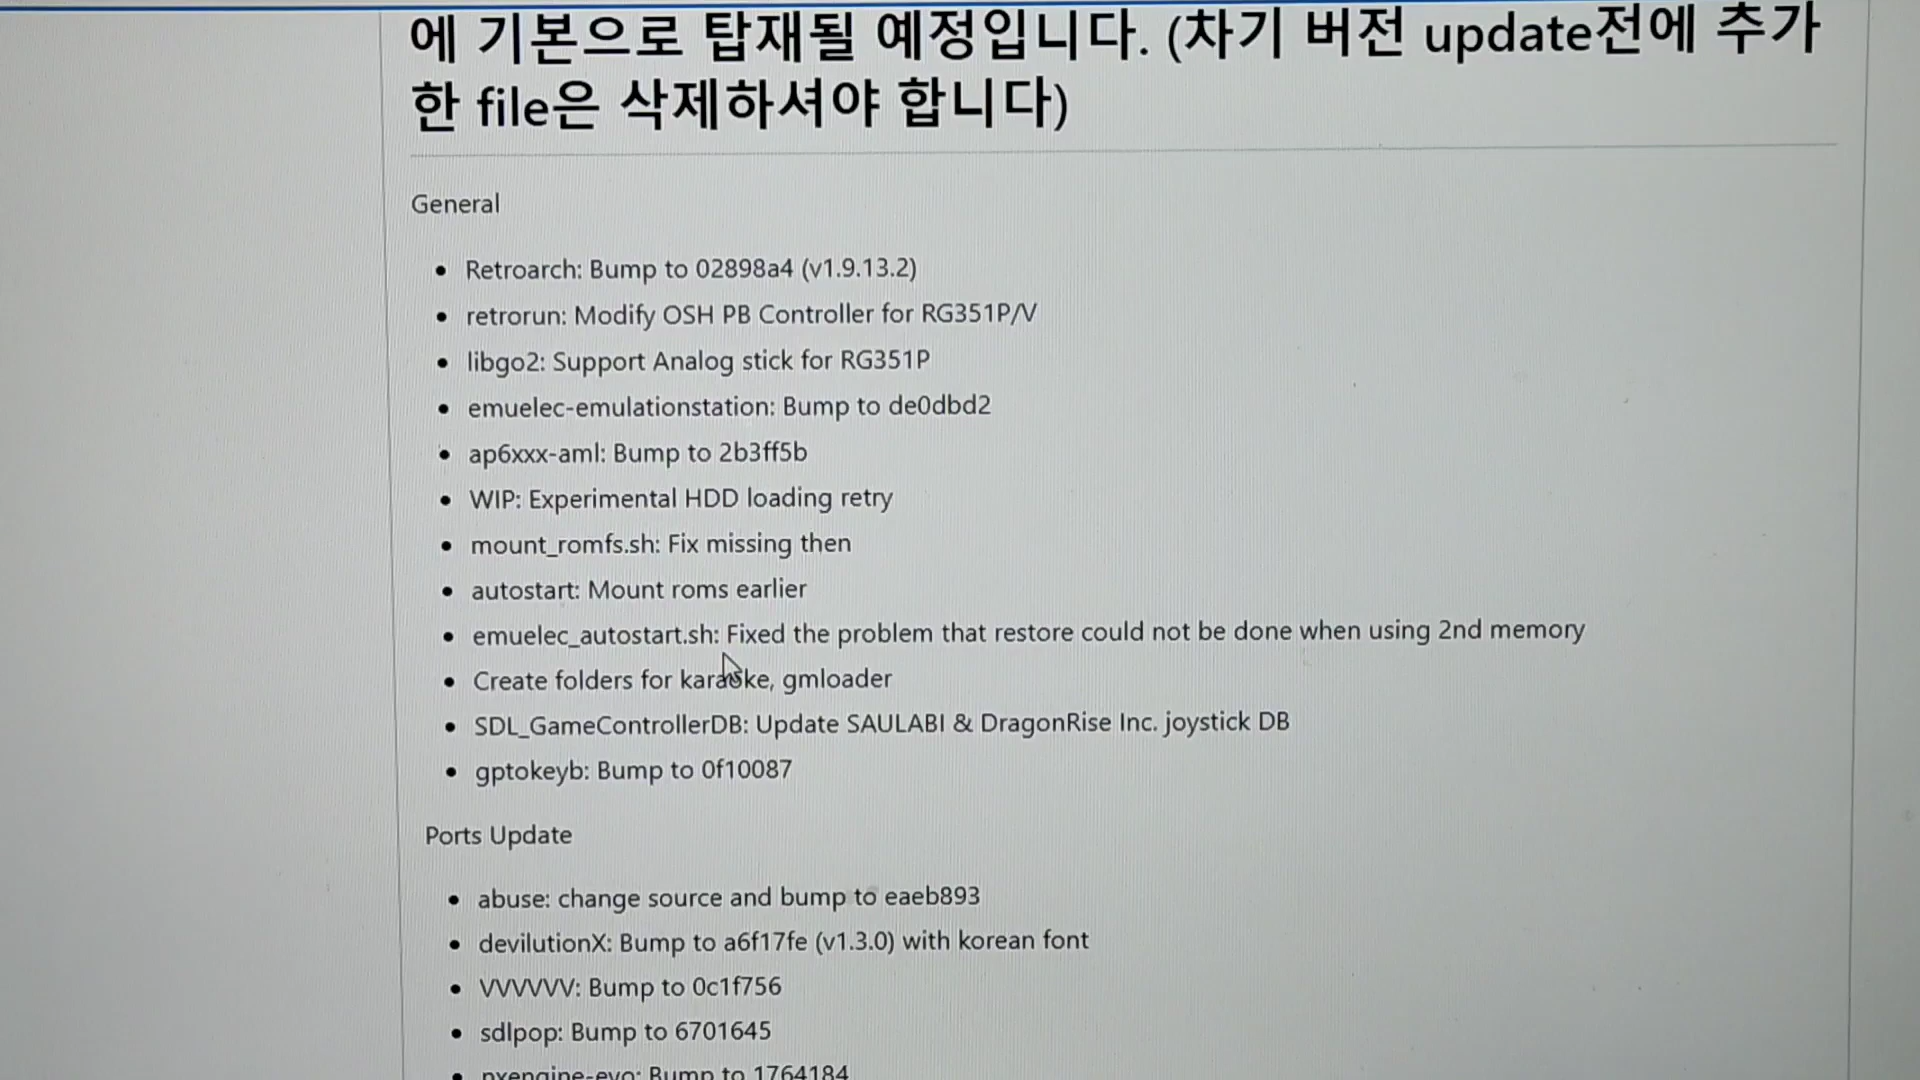 에 기본으로 탑재될 예정입니다. (차기 버전 update전에 추가
한 file은 삭제하셔야 합니다)
General
Retroarch: Bump to 02898a4 (v1.9.13.2)
retrorun: Modify OSH PB Controller for RG351P/V
libgo2: Support Analog stick for RG351P
emuelec-emulationstation: Bump to de0dbd2
ap6xxx-aml: Bump to 2b3ff5b
WIP: Experimental HDD loading retry
mount_romfs.sh: Fix missing then
autostart: Mount roms earlier
emuelec_autostart.sh: Fixed the problem that restore could not be done when using 2nd memory
Create folders for karaoke, gmloader
SDL_GameControllerDB: Update SAULABI & DragonRise Inc. joystick DB
gptokeyb: Bump to 0f10087
Ports Update
abuse: change source and bump to eaeb893
devilutionX: Bump to a6f17fe (v1.3.0) with korean font
VVVVVV: Bump to 0c1f756
sdlpop: Bump to 6701645
nxengine-evo: Bump to 1764184